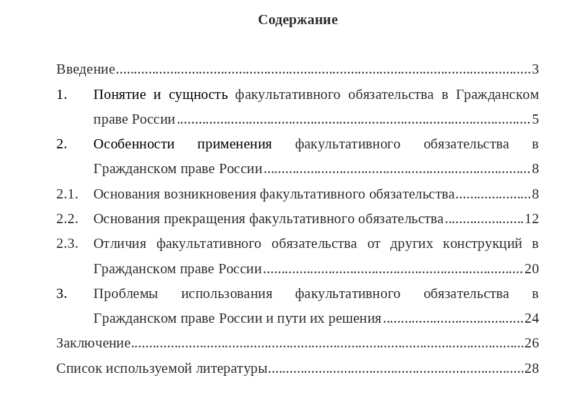 Содержание
Введение........................................................................................................3
1. Понятие и сущность факультативного обязательства в Гражданском
праве России.........................................................................................5
2. Особенности применения факультативного обязательства в
Гражданском праве России...................................................................8
2.1. Основания возникновения факультативного обязательства.....................8
2.2. Основания прекращения факультативного обязательства......................12
2.3. Отличия факультативного обязательства от других конструкций в
Гражданском праве России.................................................................20
3. Проблемы использования факультативного обязательства в
Гражданском праве России и пути их решения.......................................24
Заключение...................................................................................................26
Список используемой литературы................................................................28